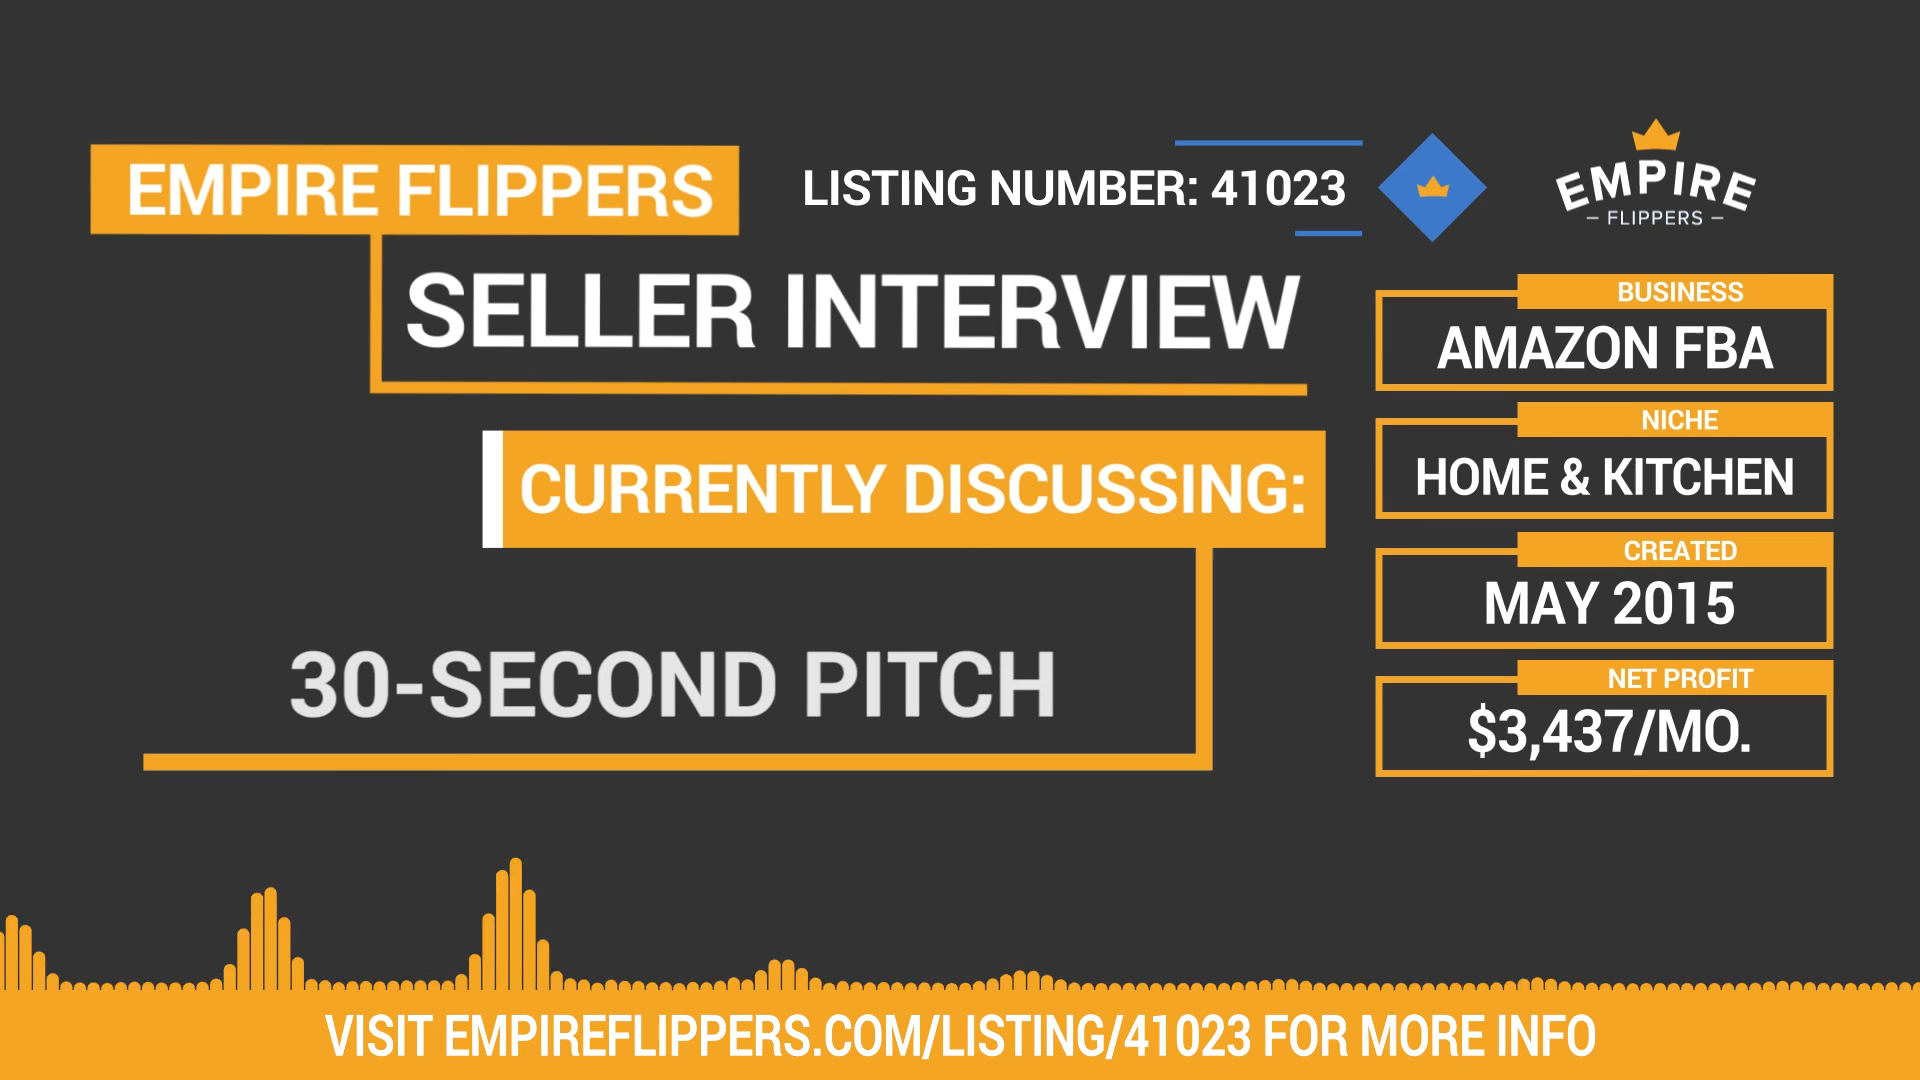 EMPIRE FLIPPERS
LISTING NUMBER: 41023
EMPIRE
– FLIPPERS –
SELLER INTERVIEW
CURRENTLY DISCUSSING:
30-SECOND PITCH
BUSINESS
AMAZON FBA
NICHE
HOME & KITCHEN
CREATED
MAY 2015
NET PROFIT
$3,437/MO.
VISIT EMPIREFLIPPERS.COM/LISTING/41023 FOR MORE INFO